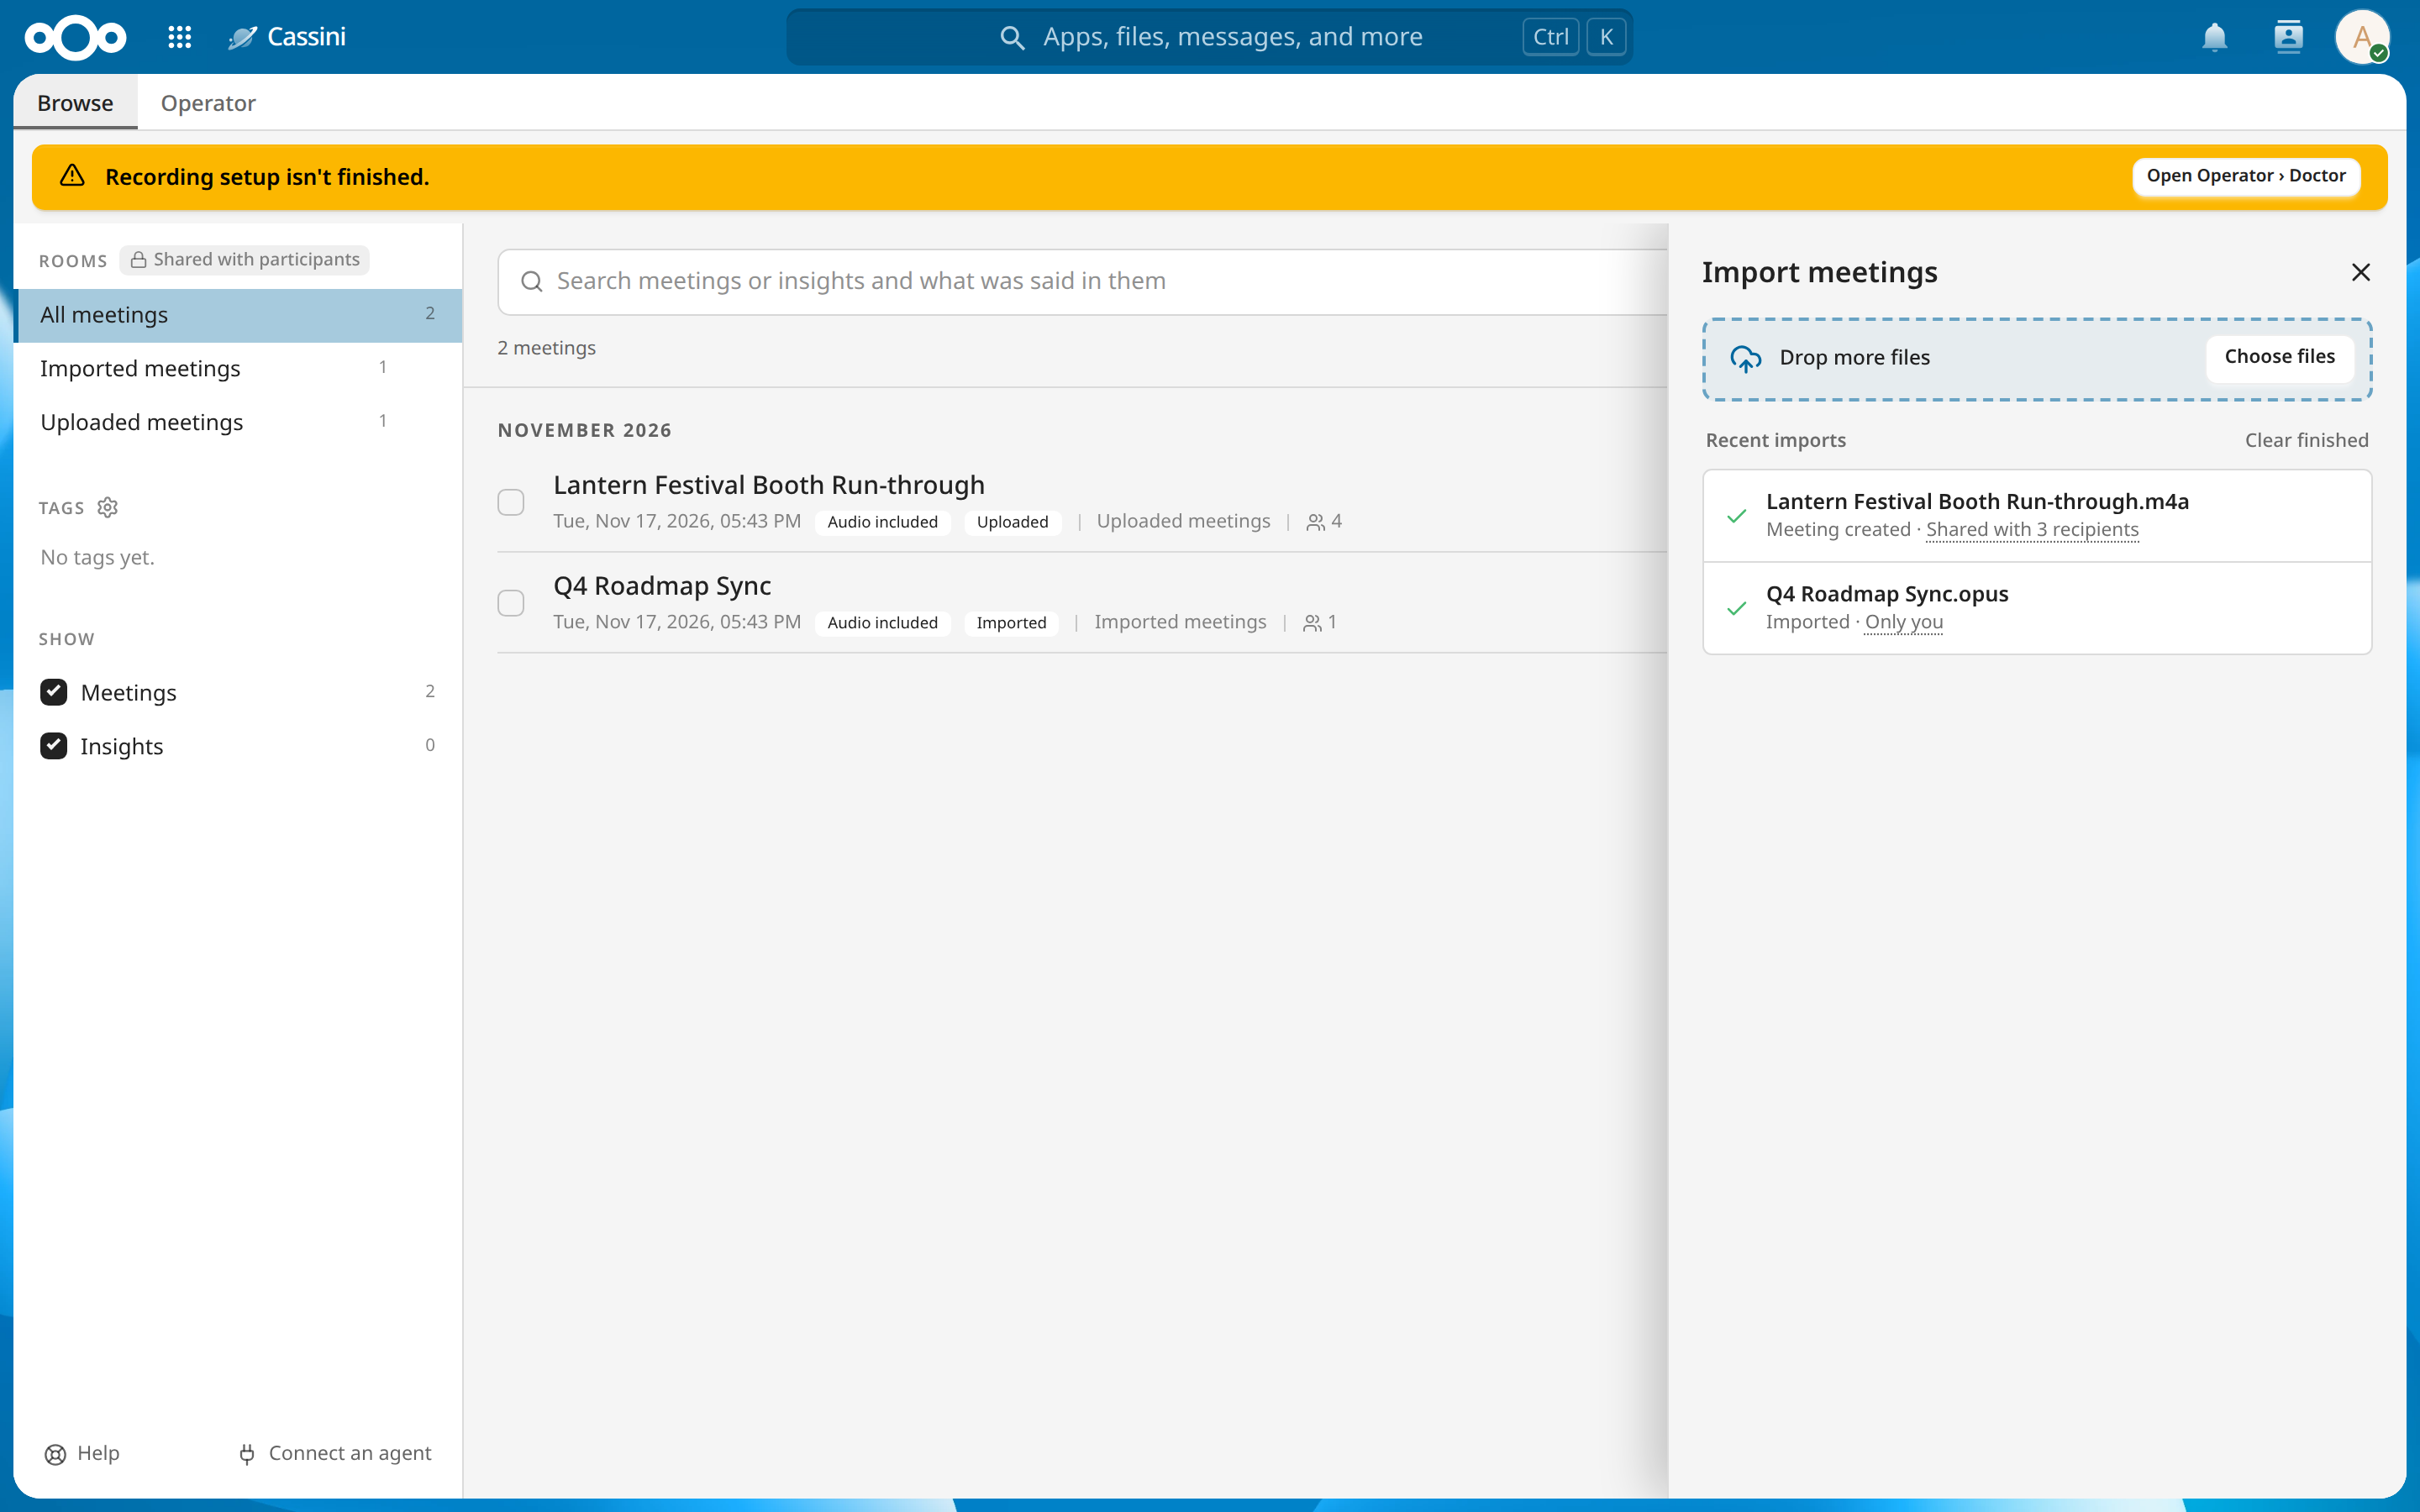 Cassini
Apps, files, messages, and more
Ctrl K
A
Browse
Operator
Recording setup isn't finished.
Open Operator › Doctor
ROOMS
Shared with participants
All meetings 2
Imported meetings 1
Uploaded meetings 1
TAGS
No tags yet.
SHOW
Meetings 2
Insights 0
Help
Connect an agent
Search meetings or insights and what was said in them
2 meetings
NOVEMBER 2026
Lantern Festival Booth Run-through
Tue, Nov 17, 2026, 05:43 PM Audio included Uploaded | Uploaded meetings | 4
Q4 Roadmap Sync
Tue, Nov 17, 2026, 05:43 PM Audio included Imported | Imported meetings | 1
Import meetings
Drop more files
Choose files
Recent imports
Clear finished
Lantern Festival Booth Run-through.m4a
Meeting created · Shared with 3 recipients
Q4 Roadmap Sync.opus
Imported · Only you